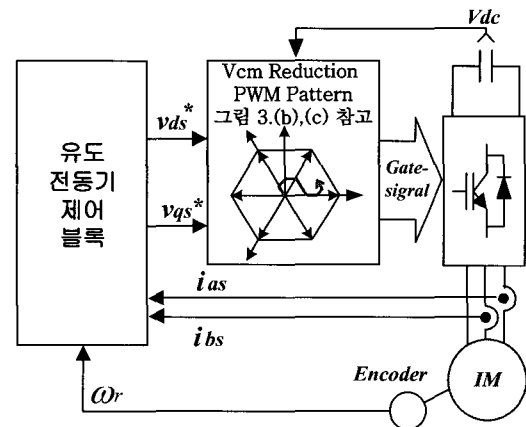 Vdc
Vcm Reduction
PWM Pattern
그림 3.(b),(c) 참고
vds*
vqs*
유도
전동기
제어
블록
Gate-
sigral
ias
ibs
Encoder
IM
ωr